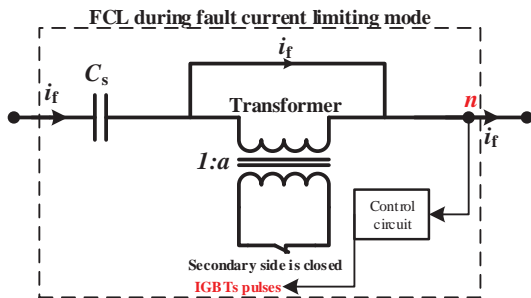 FCL during fault current limiting mode
i_f
i_f
C_s
Transformer
n
i_f
1:a
Control
circuit
Secondary side is closed
IGBTs pulses